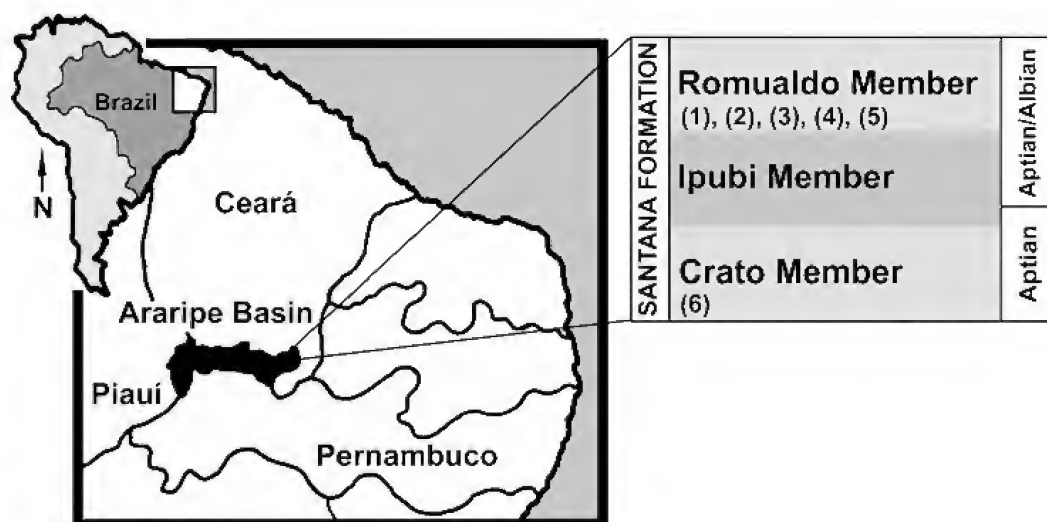 Brazil
N
Ceará
Araripe Basin
Piauí
Pernambuco
SANTANA FORMATION
Romualdo Member
(1), (2), (3), (4), (5)
Ipubi Member
Crato Member
(6)
Aptian/Albian
Aptian